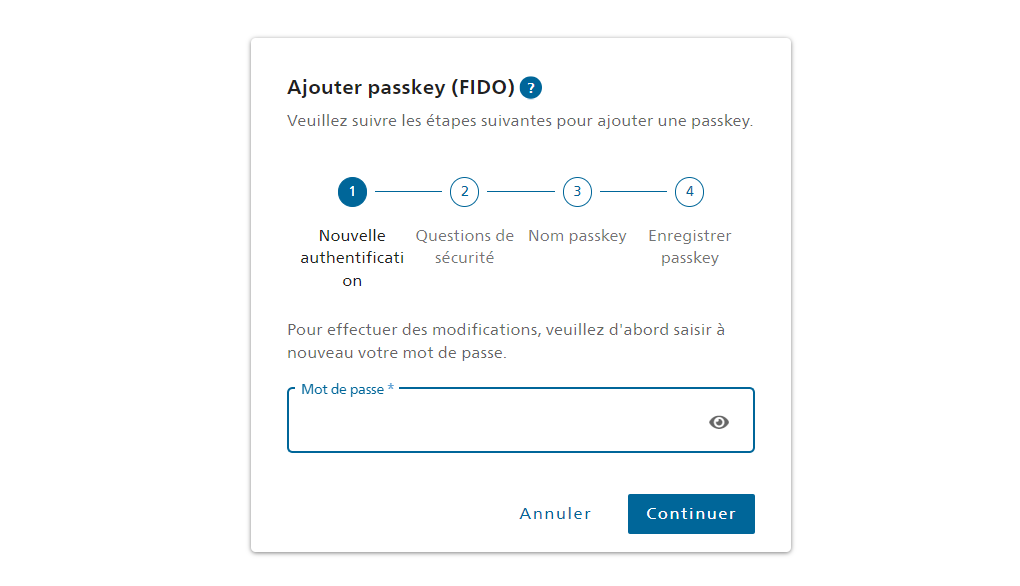 Ajouter passkey (FIDO) ?
Veuillez suivre les étapes suivantes pour ajouter une passkey.
1 2 3 4
Nouvelle Questions de Nom passkey Enregistrer
authentificati sécurité passkey
on
Pour effectuer des modifications, veuillez d'abord saisir à
nouveau votre mot de passe.
Mot de passe *
Annuler Continuer